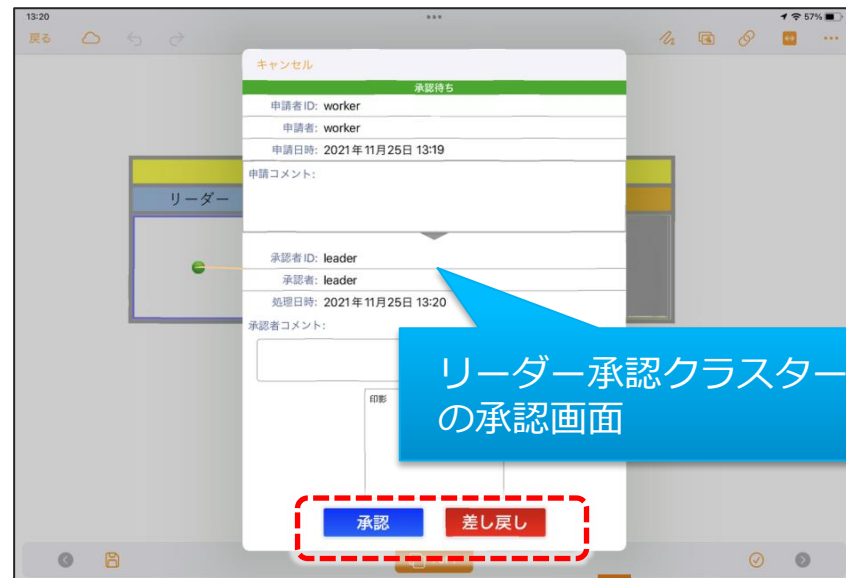 13:20
57%
戻る
キャンセル
承認待ち
申請者ID: worker
申請者: worker
申請日時: 2021年11月25日 13:19
申請コメント:
リーダー
承認者ID: leader
承認者: leader
処理日時: 2021年11月25日 13:20
承認者コメント:
リーダー承認クラスター
の承認画面
印影
承認
差し戻し